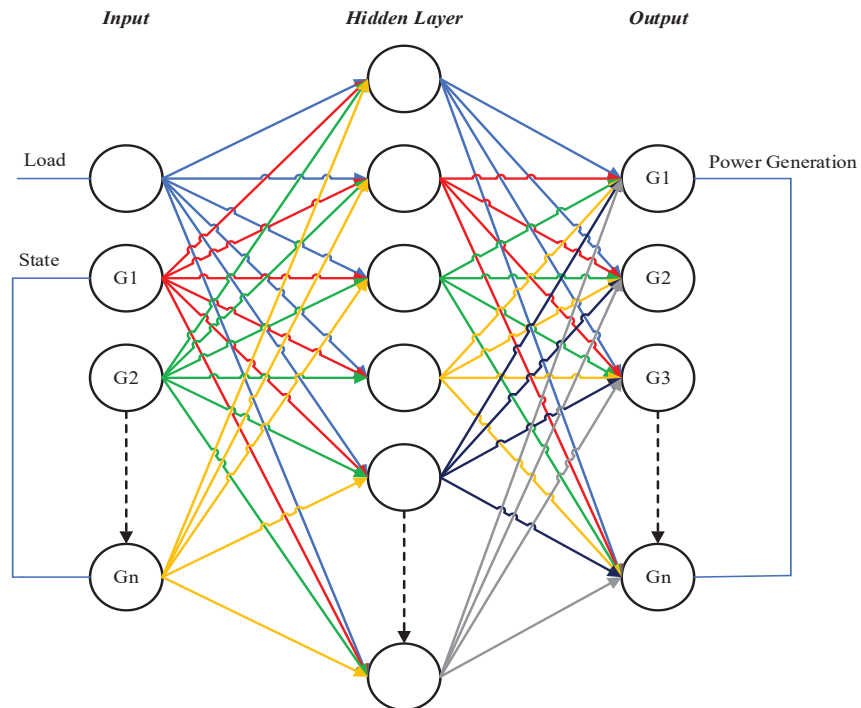 Input
Hidden Layer
Output
Load
G1
Power Generation
State
G1
G2
G2
G3
Gn
Gn